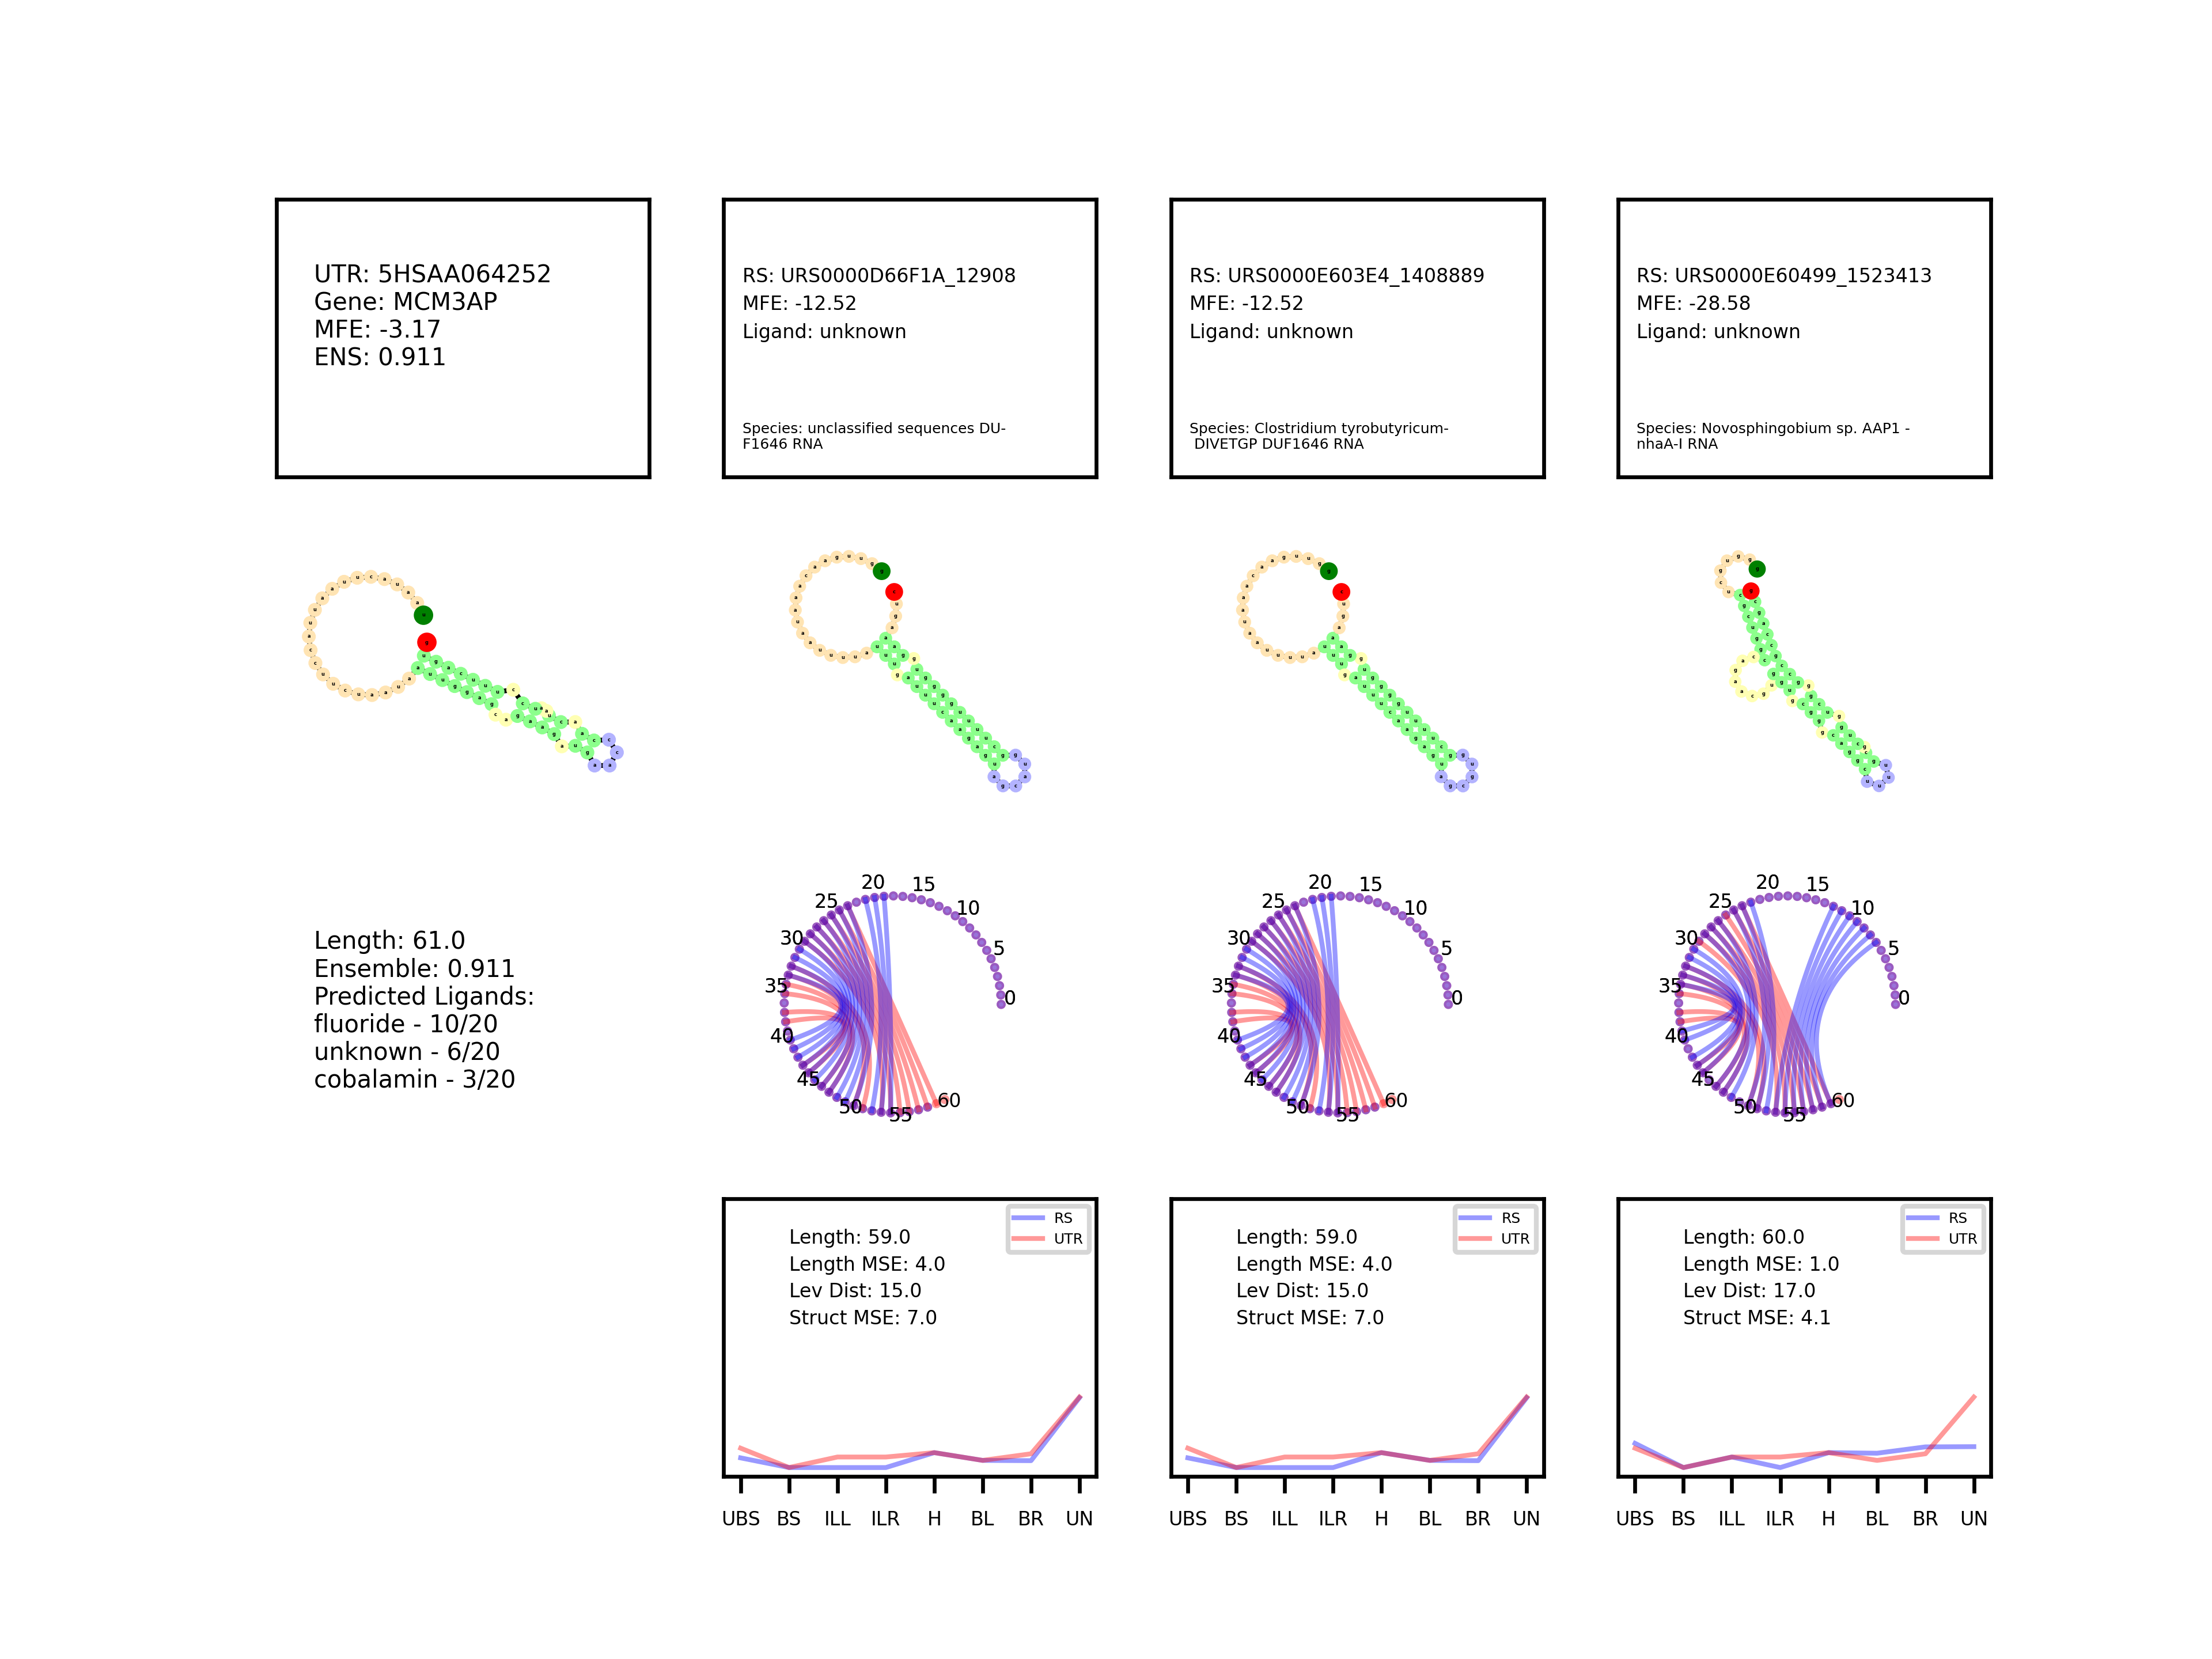 UTR: 5HSAA064252
Gene: MCM3AP
MFE: -3.17
ENS: 0.911
RS: URS0000D66F1A_12908
MFE: -12.52
Ligand: unknown
Species: unclassified sequences DU-
F1646 RNA
RS: URS0000E603E4_1408889
MFE: -12.52
Ligand: unknown
Species: Clostridium tyrobutyricum-
DIVETGP DUF1646 RNA
RS: URS0000E60499_1523413
MFE: -28.58
Ligand: unknown
Species: Novosphingobium sp. AAP1 -
nhaA-I RNA
Length: 61.0
Ensemble: 0.911
Predicted Ligands:
fluoride - 10/20
unknown - 6/20
cobalamin - 3/20
0
5
10
15
20
25
30
35
40
45
50
55
60
0
5
10
15
20
25
30
35
40
45
50
55
60
0
5
10
15
20
25
30
35
40
45
50
55
60
RS
UTR
Length: 59.0
Length MSE: 4.0
Lev Dist: 15.0
Struct MSE: 7.0
UBS BS ILL ILR H BL BR UN
RS
UTR
Length: 59.0
Length MSE: 4.0
Lev Dist: 15.0
Struct MSE: 7.0
UBS BS ILL ILR H BL BR UN
RS
UTR
Length: 60.0
Length MSE: 1.0
Lev Dist: 17.0
Struct MSE: 4.1
UBS BS ILL ILR H BL BR UN